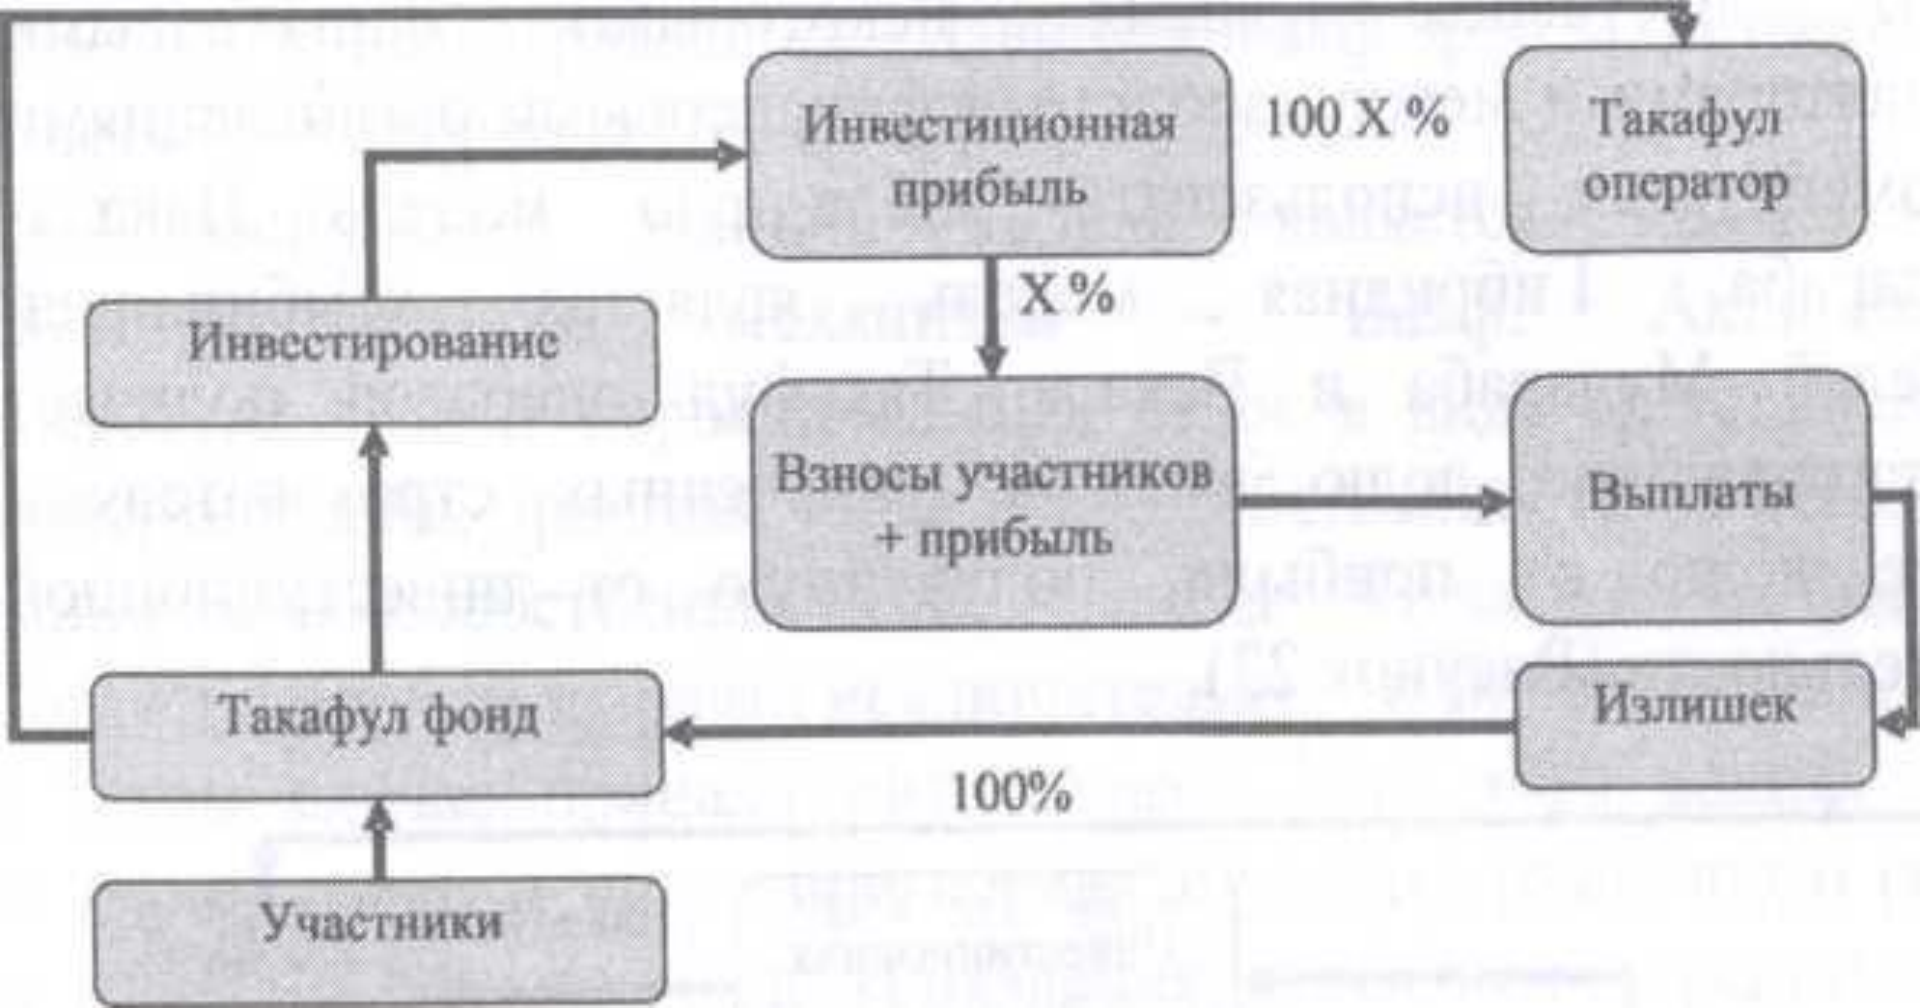 Инвестиционная
прибыль
100 X %
Такафул
оператор
X %
Инвестирование
Взносы участников
+ прибыль
Выплаты
Такафул фонд
Излишек
100%
Участники